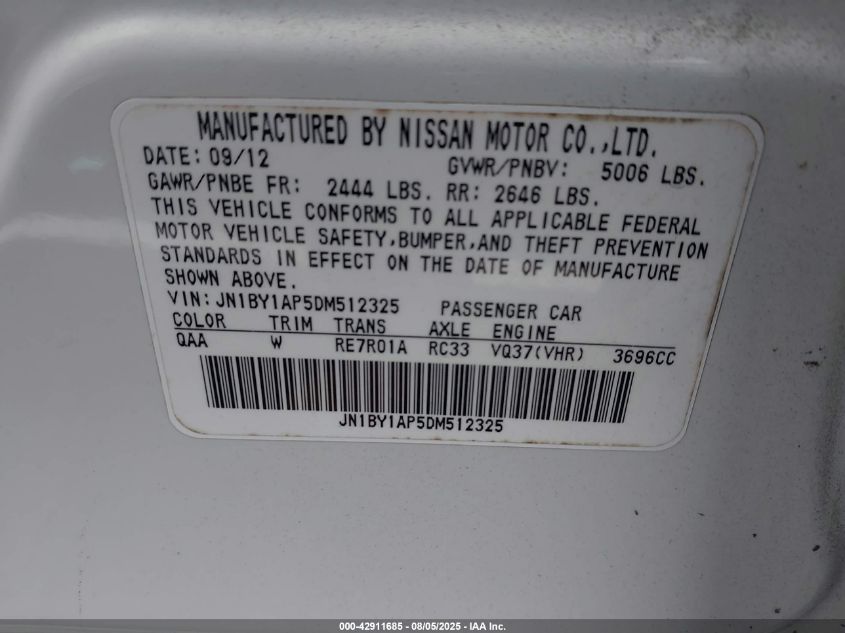 MANUFACTURED BY NISSAN MOTOR CO.,LTD.
DATE: 09/12 GVWR/PNBV: 5006 LBS.
GAWR/PNBE FR: 2444 LBS. RR: 2646 LBS.
THIS VEHICLE CONFORMS TO ALL APPLICABLE FEDERAL
MOTOR VEHICLE SAFETY,BUMPER,AND THEFT PREVENTION
STANDARDS IN EFFECT ON THE DATE OF MANUFACTURE
SHOWN ABOVE.
VIN:JN1BY1AP5DM512325 PASSENGER CAR
COLOR TRIM TRANS AXLE ENGINE
QAA W RE7R01A RC33 VQ37(VHR) 3696CC
JN1BY1AP5DM512325
000-42911685 - 08/05/2025 - IAA Inc.